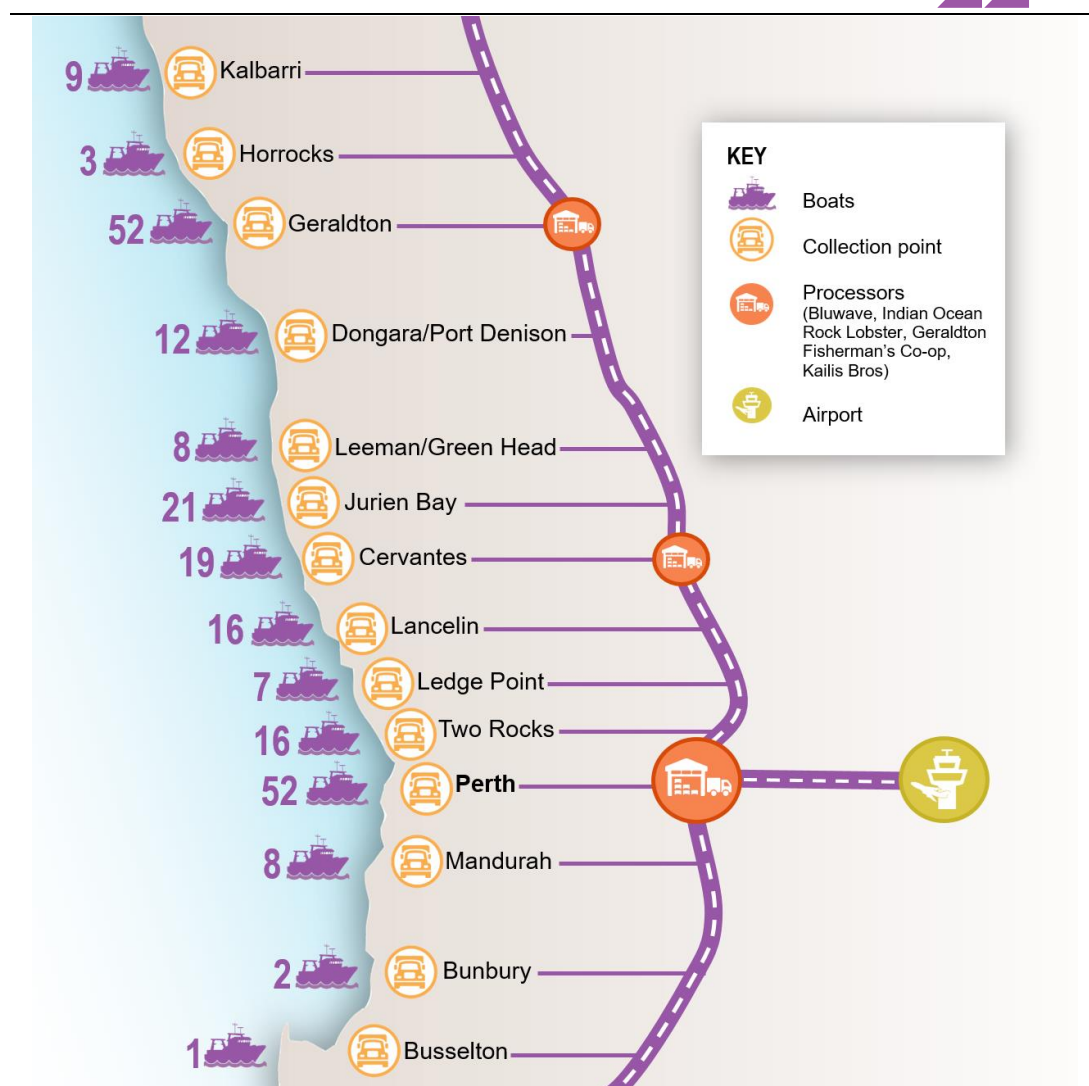 9 Kalbarri
3 Horrocks
52 Geraldton
12 Dongara/Port Denison
8 Leeman/Green Head
21 Jurien Bay
19 Cervantes
16 Lancelin
7 Ledge Point
16 Two Rocks
52 Perth
8 Mandurah
2 Bunbury
1 Busselton
KEY
Boats
Collection point
Processors
(Bluwave, Indian Ocean
Rock Lobster, Geraldton
Fisherman's Co-op,
Kailis Bros)
Airport